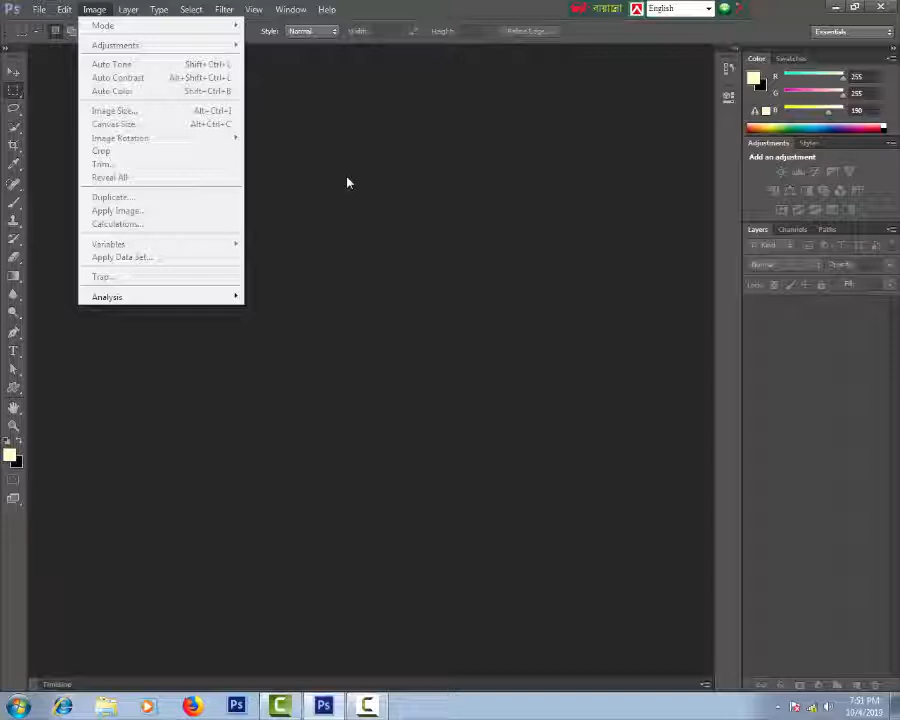 Ps File Edit Image Layer Type Select Filter View Window Help
বায়ান্নো English
Style: Normal Width: Height: Refine Edge... Essentials
Mode
Adjustments
Auto Tone Shift+Ctrl+L
Auto Contrast Alt+Shift+Ctrl+L
Auto Color Shift+Ctrl+B
Image Size... Alt+Ctrl+I
Canvas Size... Alt+Ctrl+C
Image Rotation
Crop
Trim...
Reveal All
Duplicate...
Apply Image...
Calculations...
Variables
Apply Data Set...
Trap...
Analysis
Color Swatches
R 255
G 255
B 190
Adjustments Styles
Add an adjustment
Layers Channels Paths
Kind
Normal Opacity:
Lock: Fill:
Timeline
Ps Ps
7:51 PM
10/4/2019